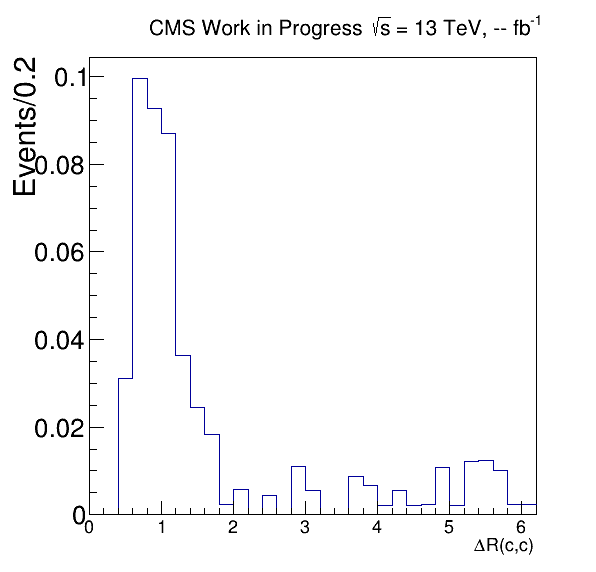 CMS Work in Progress √s = 13 TeV, -- fb⁻¹
Events/0.2
0.1
0.08
0.06
0.04
0.02
0
0 1 2 3 4 5 6
ΔR(c,c)